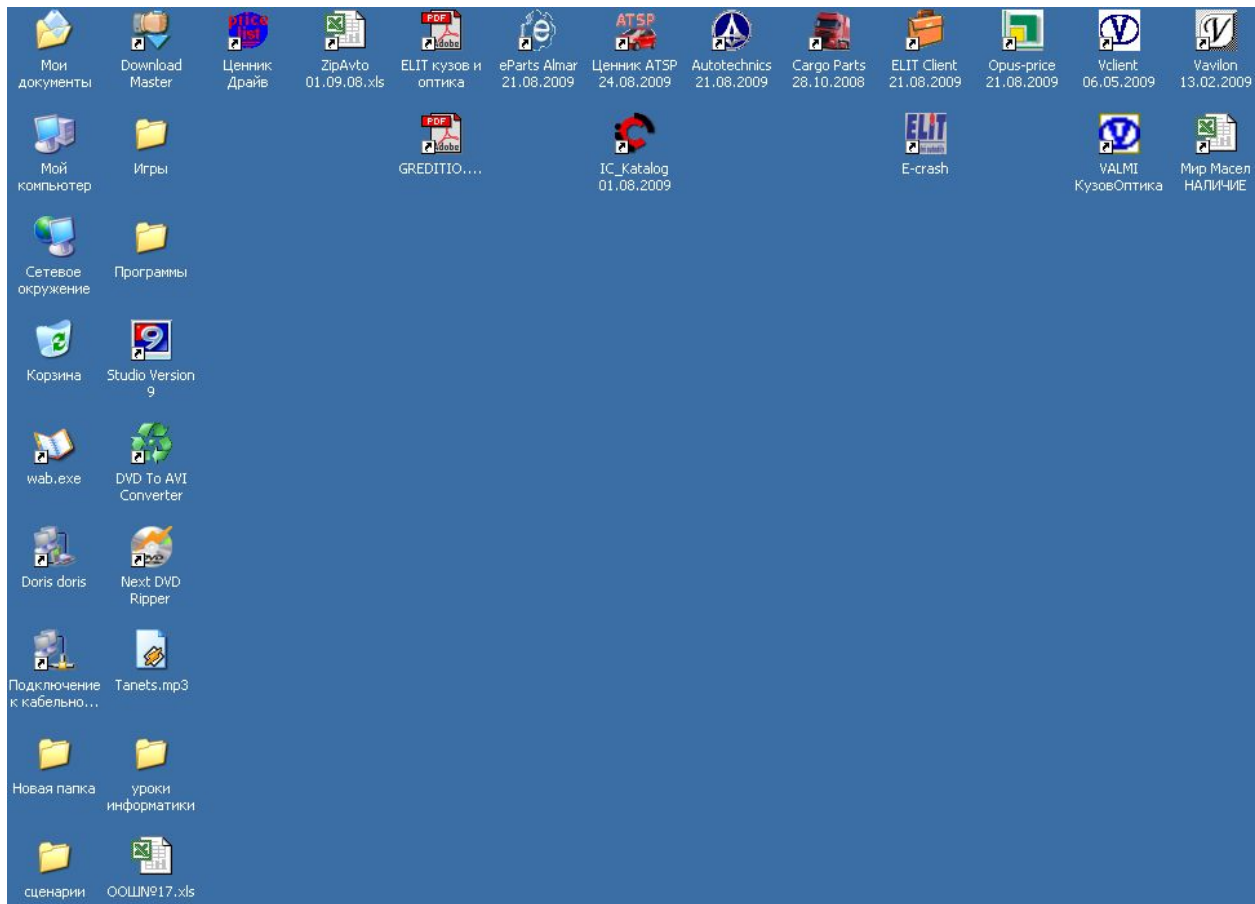 Мои
документы
Download
Master
Ценник
Драйв
ZipAvto
01.09.08.xls
ELIT кузов и
оптика
eParts Almar
21.08.2009
Ценник ATSP
24.08.2009
Autotechnics
21.08.2009
Cargo Parts
28.10.2008
ELIT Client
21.08.2009
Opus-price
21.08.2009
Vclient
06.05.2009
Vavilon
13.02.2009
Мой
компьютер
Игры
GREDITIO....
IC_Katalog
01.08.2009
E-crash
VALMI
КузовОптика
Мир Масел
НАЛИЧИЕ
Сетевое
окружение
Программы
Корзина
Studio Version
9
wab.exe
DVD To AVI
Converter
Doris doris
Next DVD
Ripper
Подключение
к кабельно...
Tanets.mp3
Новая папка
уроки
информатики
сценарии
ООШ№17.xls